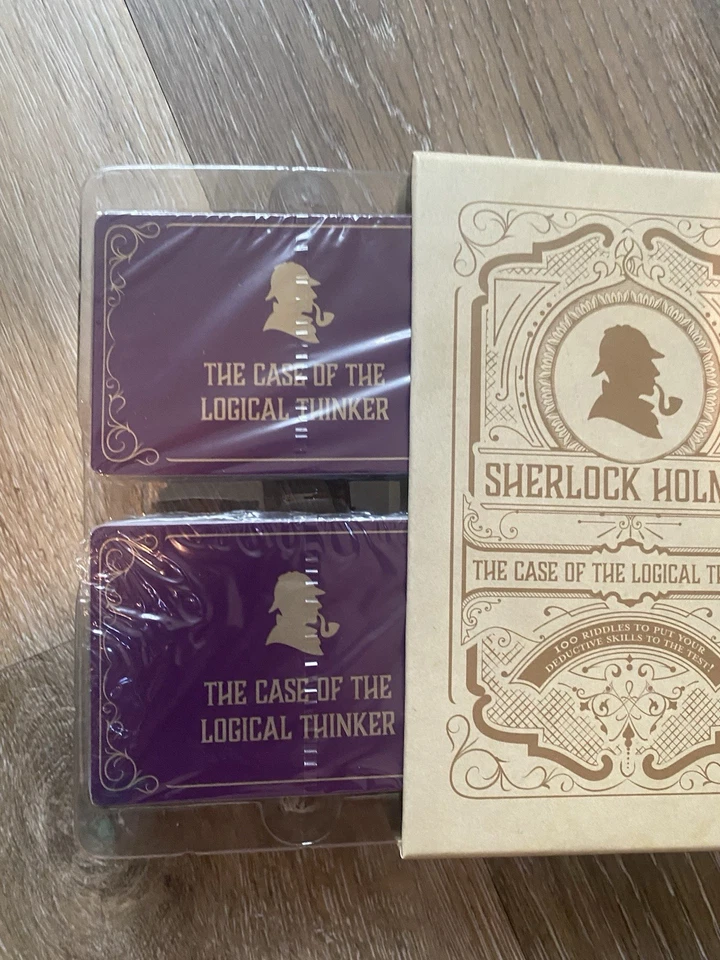 THE CASE OF THE
LOGICAL THINKER
THE CASE OF THE
LOGICAL THINKER
SHERLOCK HOLM
THE CASE OF THE LOGICAL TH
100 RIDDLES TO PUT YOUR
DEDUCTIVE SKILLS TO THE TEST!